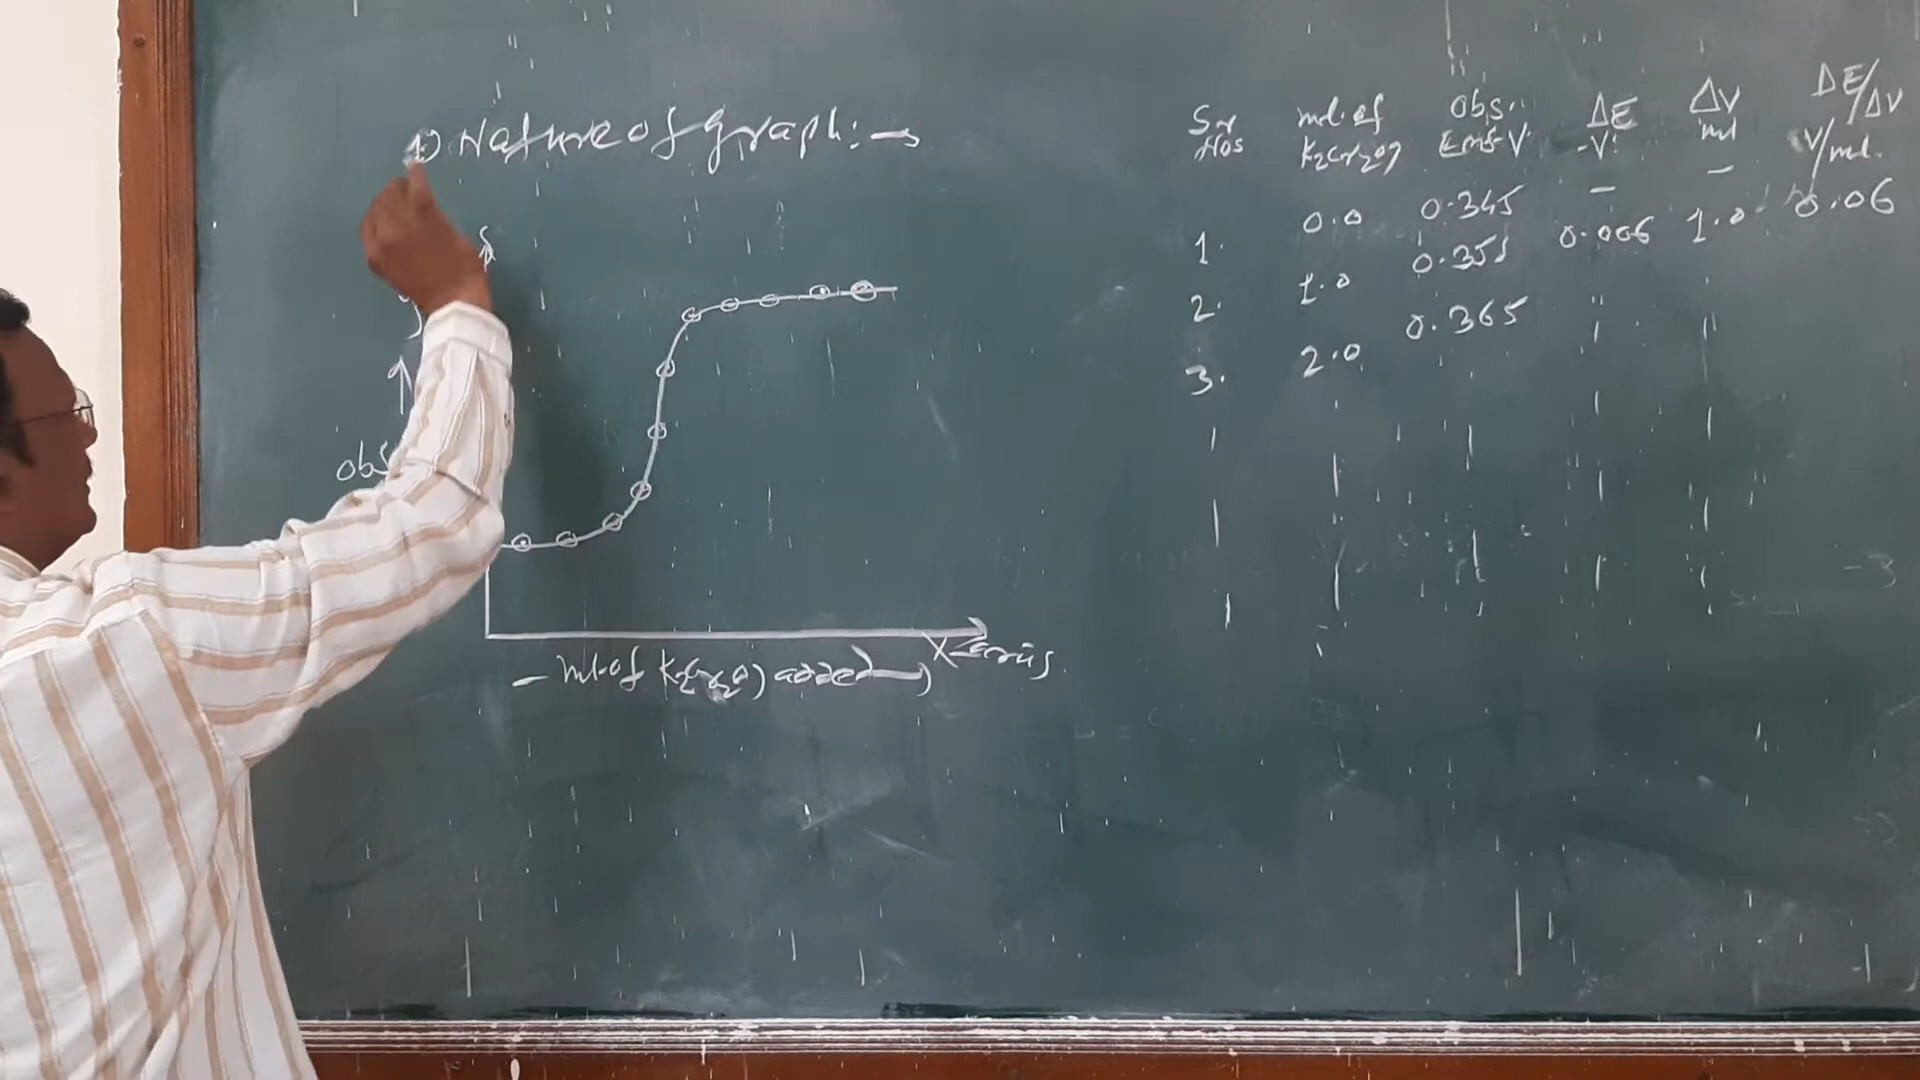 1) Nature of graph: →
obs
- ml. of K2Cr2O7 added →
X-axis
Sr Nos ml. of K2Cr2O7 obs. Emf V ΔE V ΔV ml ΔE/ΔV V/ml.
1. 0.0 0.345 - -
2. 1.0 0.351 0.006 1.0 0.06
3. 2.0 0.365